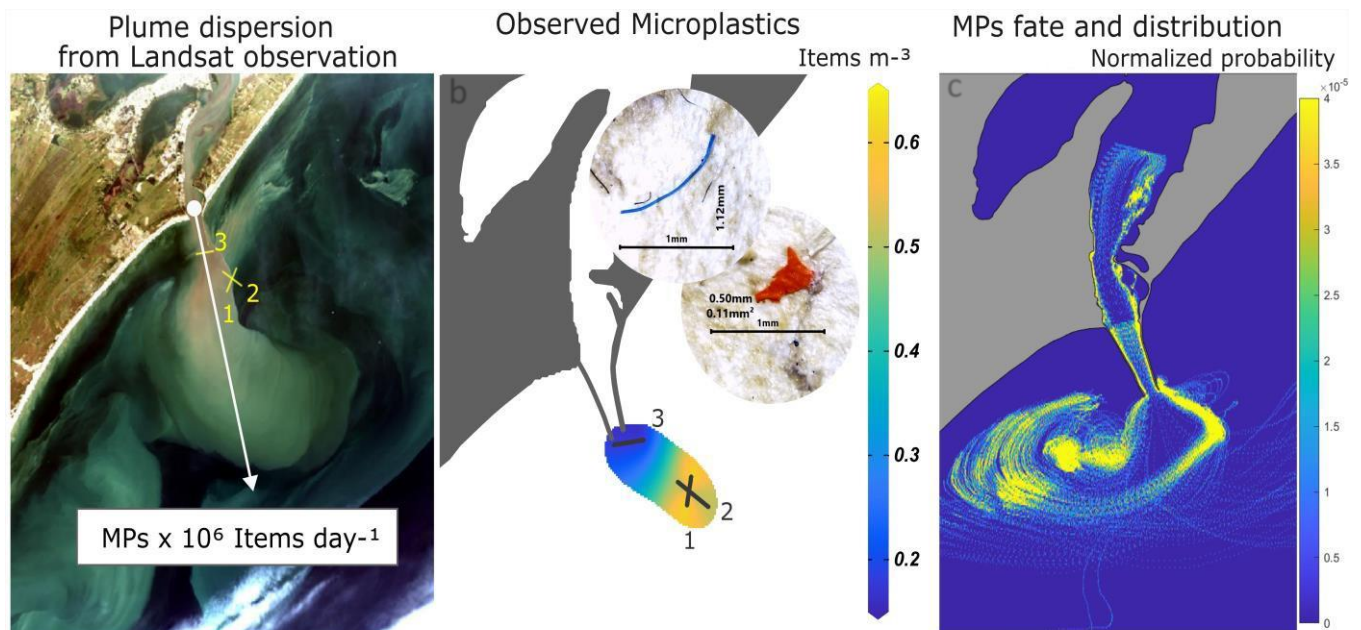 Plume dispersion
from Landsat observation
3
2
1
MPs x 10⁶ Items day-¹
Observed Microplastics
Items m-³
b
1.12mm
1mm
0.50mm
0.11mm²
1mm
3
2
1
0.6
0.5
0.4
0.3
0.2
MPs fate and distribution
Normalized probability
c
×10⁻⁵
4
3.5
3
2.5
2
1.5
1
0.5
0